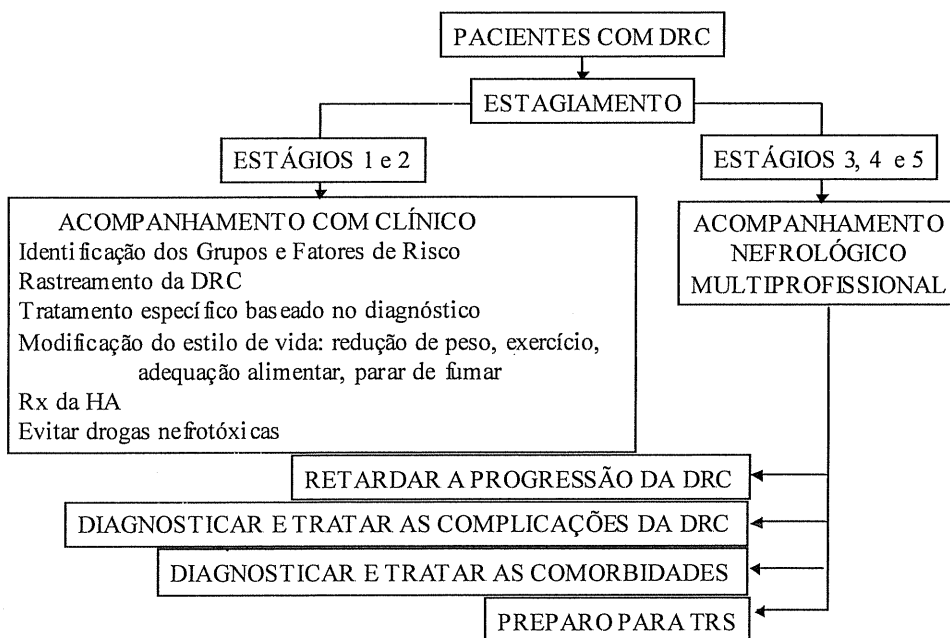 PACIENTES COM DRC
ESTAGIAMENTO
ESTÁGIOS 1 e 2
ESTÁGIOS 3, 4 e 5
ACOMPANHAMENTO COM CLÍNICO
Identificação dos Grupos e Fatores de Risco
Rastreamento da DRC
Tratamento específico baseado no diagnóstico
Modificação do estilo de vida: redução de peso, exercício,
adequação alimentar, parar de fumar
Rx da HA
Evitar drogas nefrotóxicas
ACOMPANHAMENTO
NEFROLÓGICO
MULTIPROFISSIONAL
RETARDAR A PROGRESSÃO DA DRC
DIAGNOSTICAR E TRATAR AS COMPLICAÇÕES DA DRC
DIAGNOSTICAR E TRATAR AS COMORBIDADES
PREPARO PARA TRS